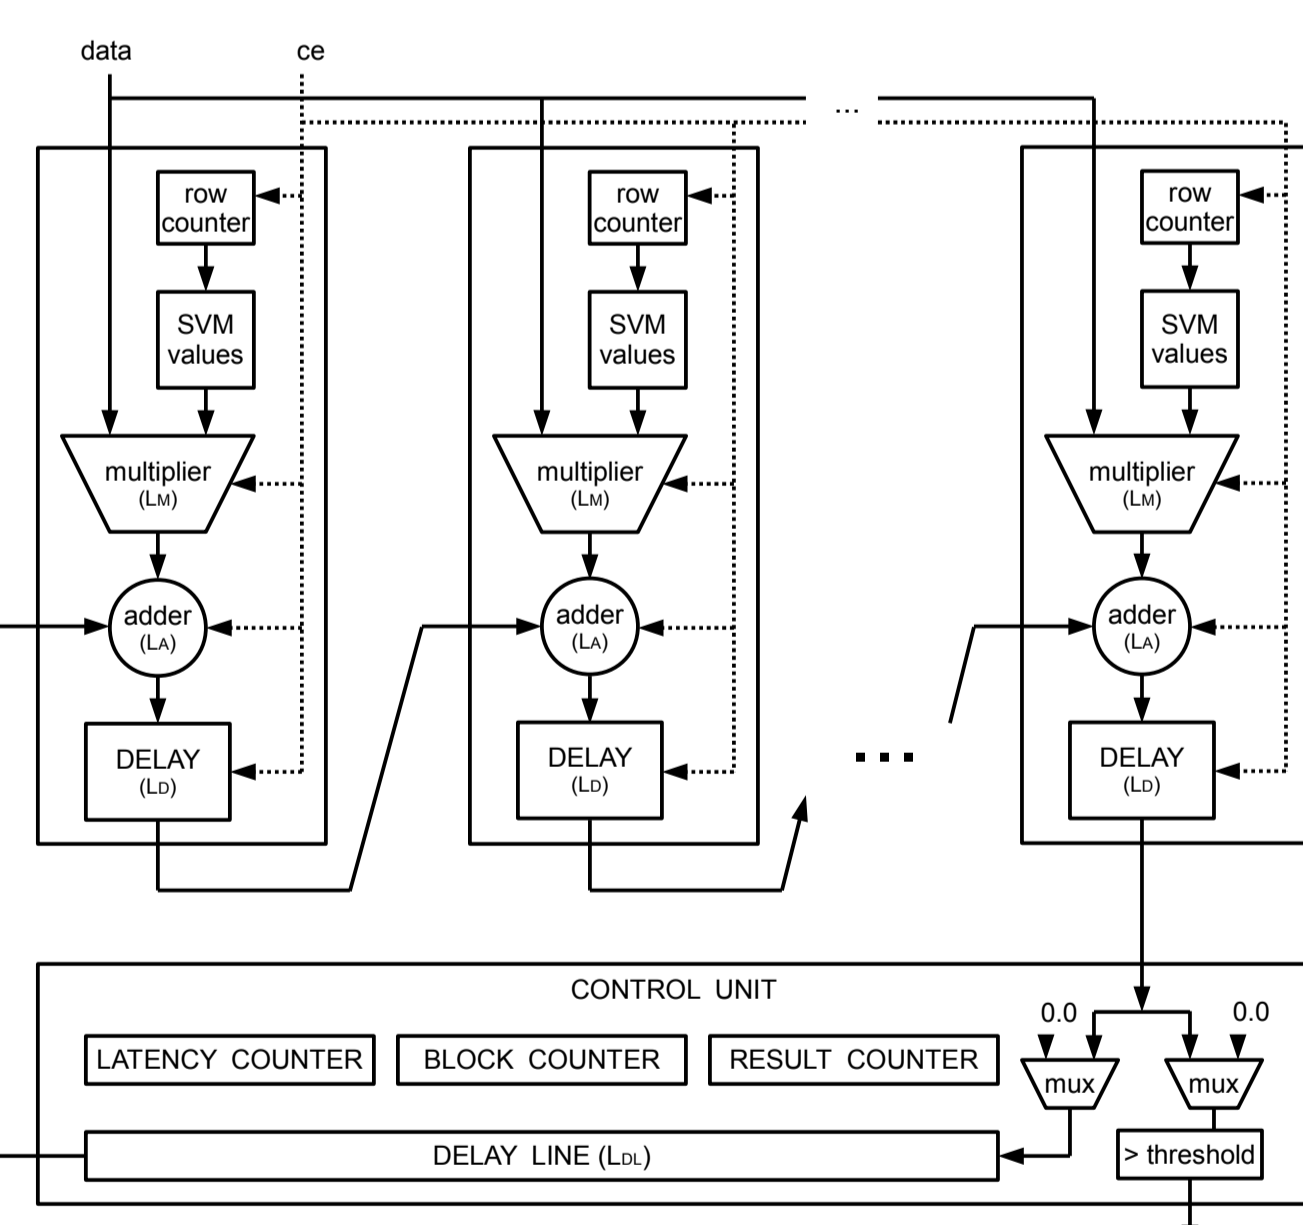 data ce
...
row
counter
row
counter
row
counter
SVM
values
SVM
values
SVM
values
multiplier
(LM)
multiplier
(LM)
multiplier
(LM)
adder
(LA)
adder
(LA)
adder
(LA)
DELAY
(LD)
DELAY
(LD)
DELAY
(LD)
...
CONTROL UNIT
0.0 0.0
LATENCY COUNTER
BLOCK COUNTER
RESULT COUNTER
mux
mux
DELAY LINE (LDL)
> threshold